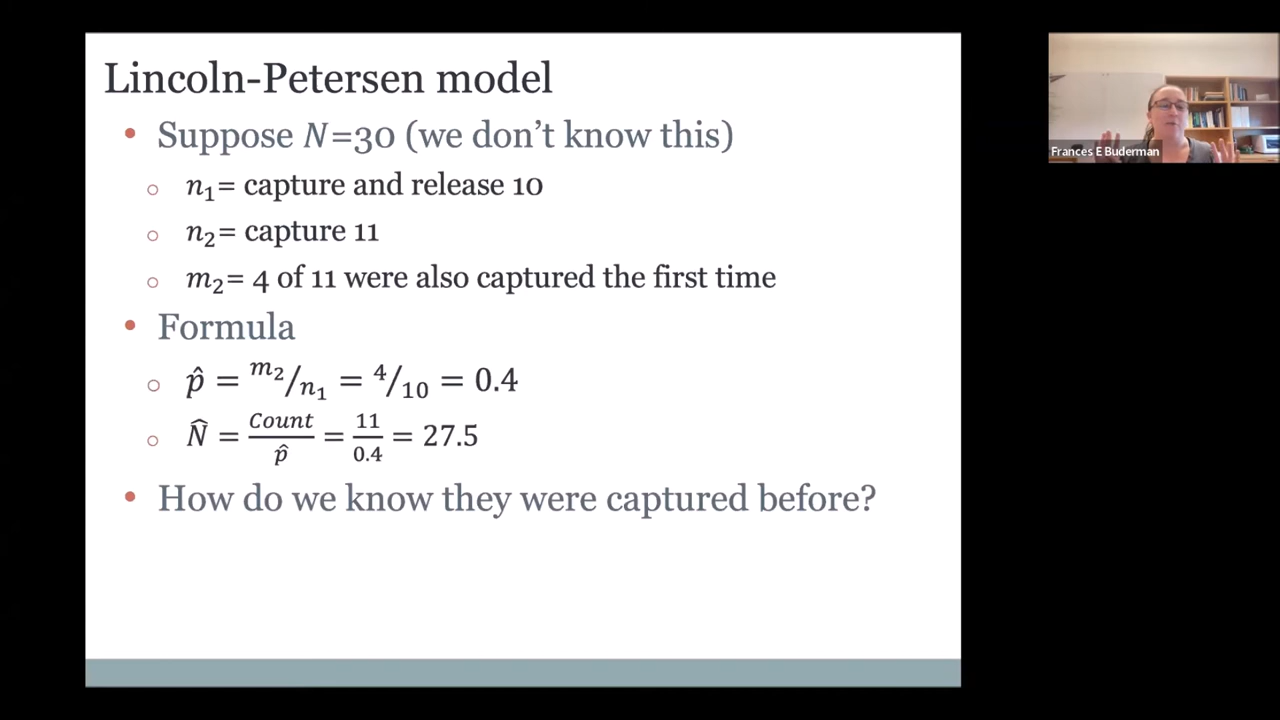 Lincoln-Petersen model
• Suppose N=30 (we don't know this)
○ n₁= capture and release 10
○ n₂= capture 11
○ m₂= 4 of 11 were also captured the first time
• Formula
○ p̂ = m₂/n₁ = 4/10 = 0.4
○ N̂ = Count/p̂ = 11/0.4 = 27.5
• How do we know they were captured before?
Frances E Buderman